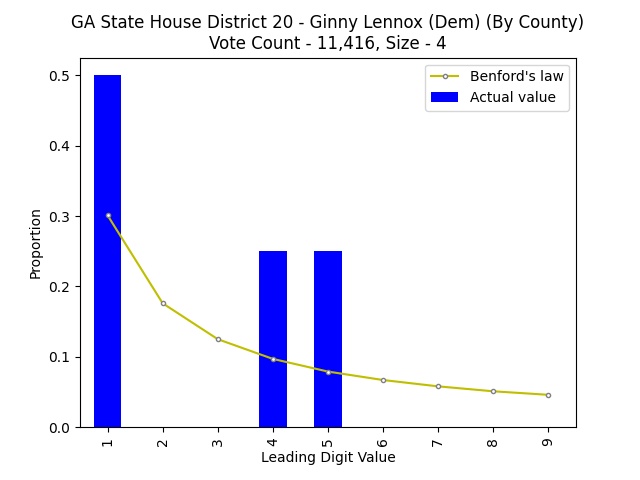 GA State House District 20 - Ginny Lennox (Dem) (By County)
Vote Count - 11,416, Size - 4
Benford's law
Actual value
0.5
0.4
0.3
0.2
0.1
0.0
Proportion
1 2 3 4 5 6 7 8 9
Leading Digit Value